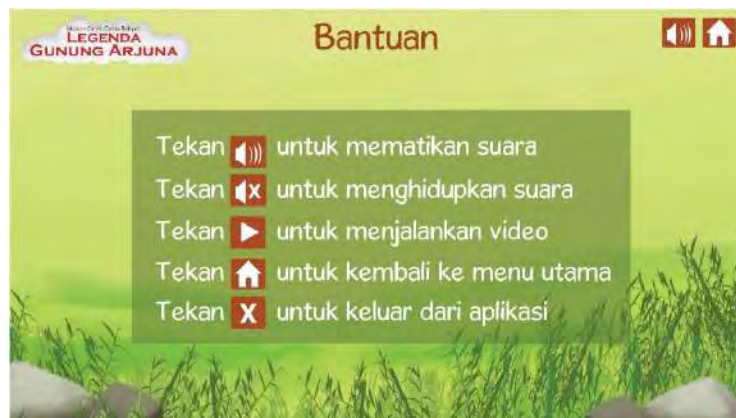 LEGENDA
GUNUNG ARJUNA
Bantuan
Tekan untuk mematikan suara
Tekan untuk menghidupkan suara
Tekan untuk menjalankan video
Tekan untuk kembali ke menu utama
Tekan X untuk keluar dari aplikasi